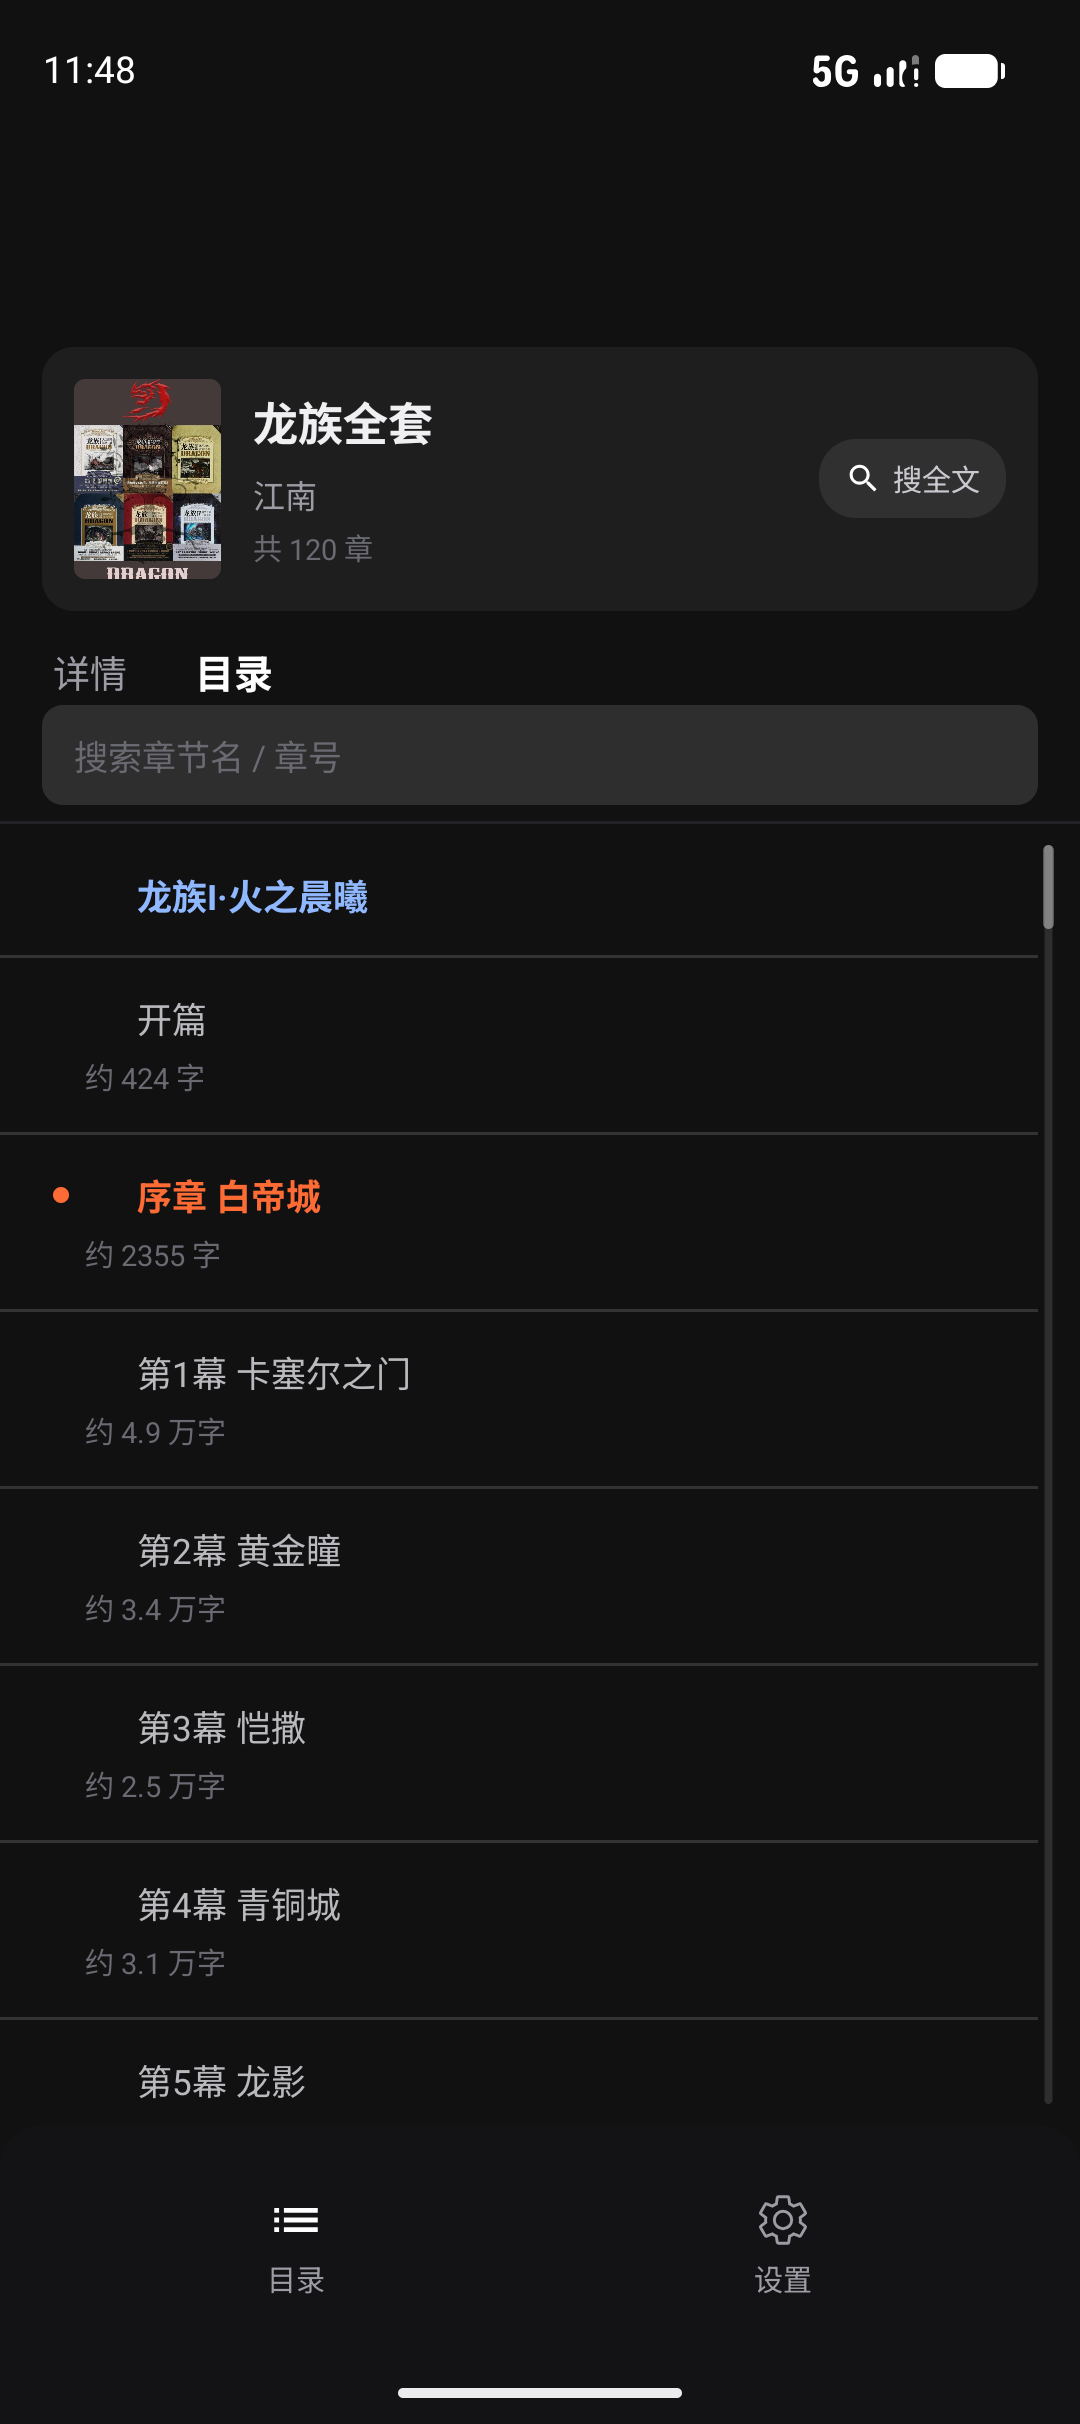 11:48
5G
龙族全套
江南
共 120 章
搜全文
DRAGON
详情
目录
搜索章节名 / 章号
龙族I·火之晨曦
开篇
约 424 字
序章 白帝城
约 2355 字
第1幕 卡塞尔之门
约 4.9 万字
第2幕 黄金瞳
约 3.4 万字
第3幕 恺撒
约 2.5 万字
第4幕 青铜城
约 3.1 万字
第5幕 龙影
目录
设置